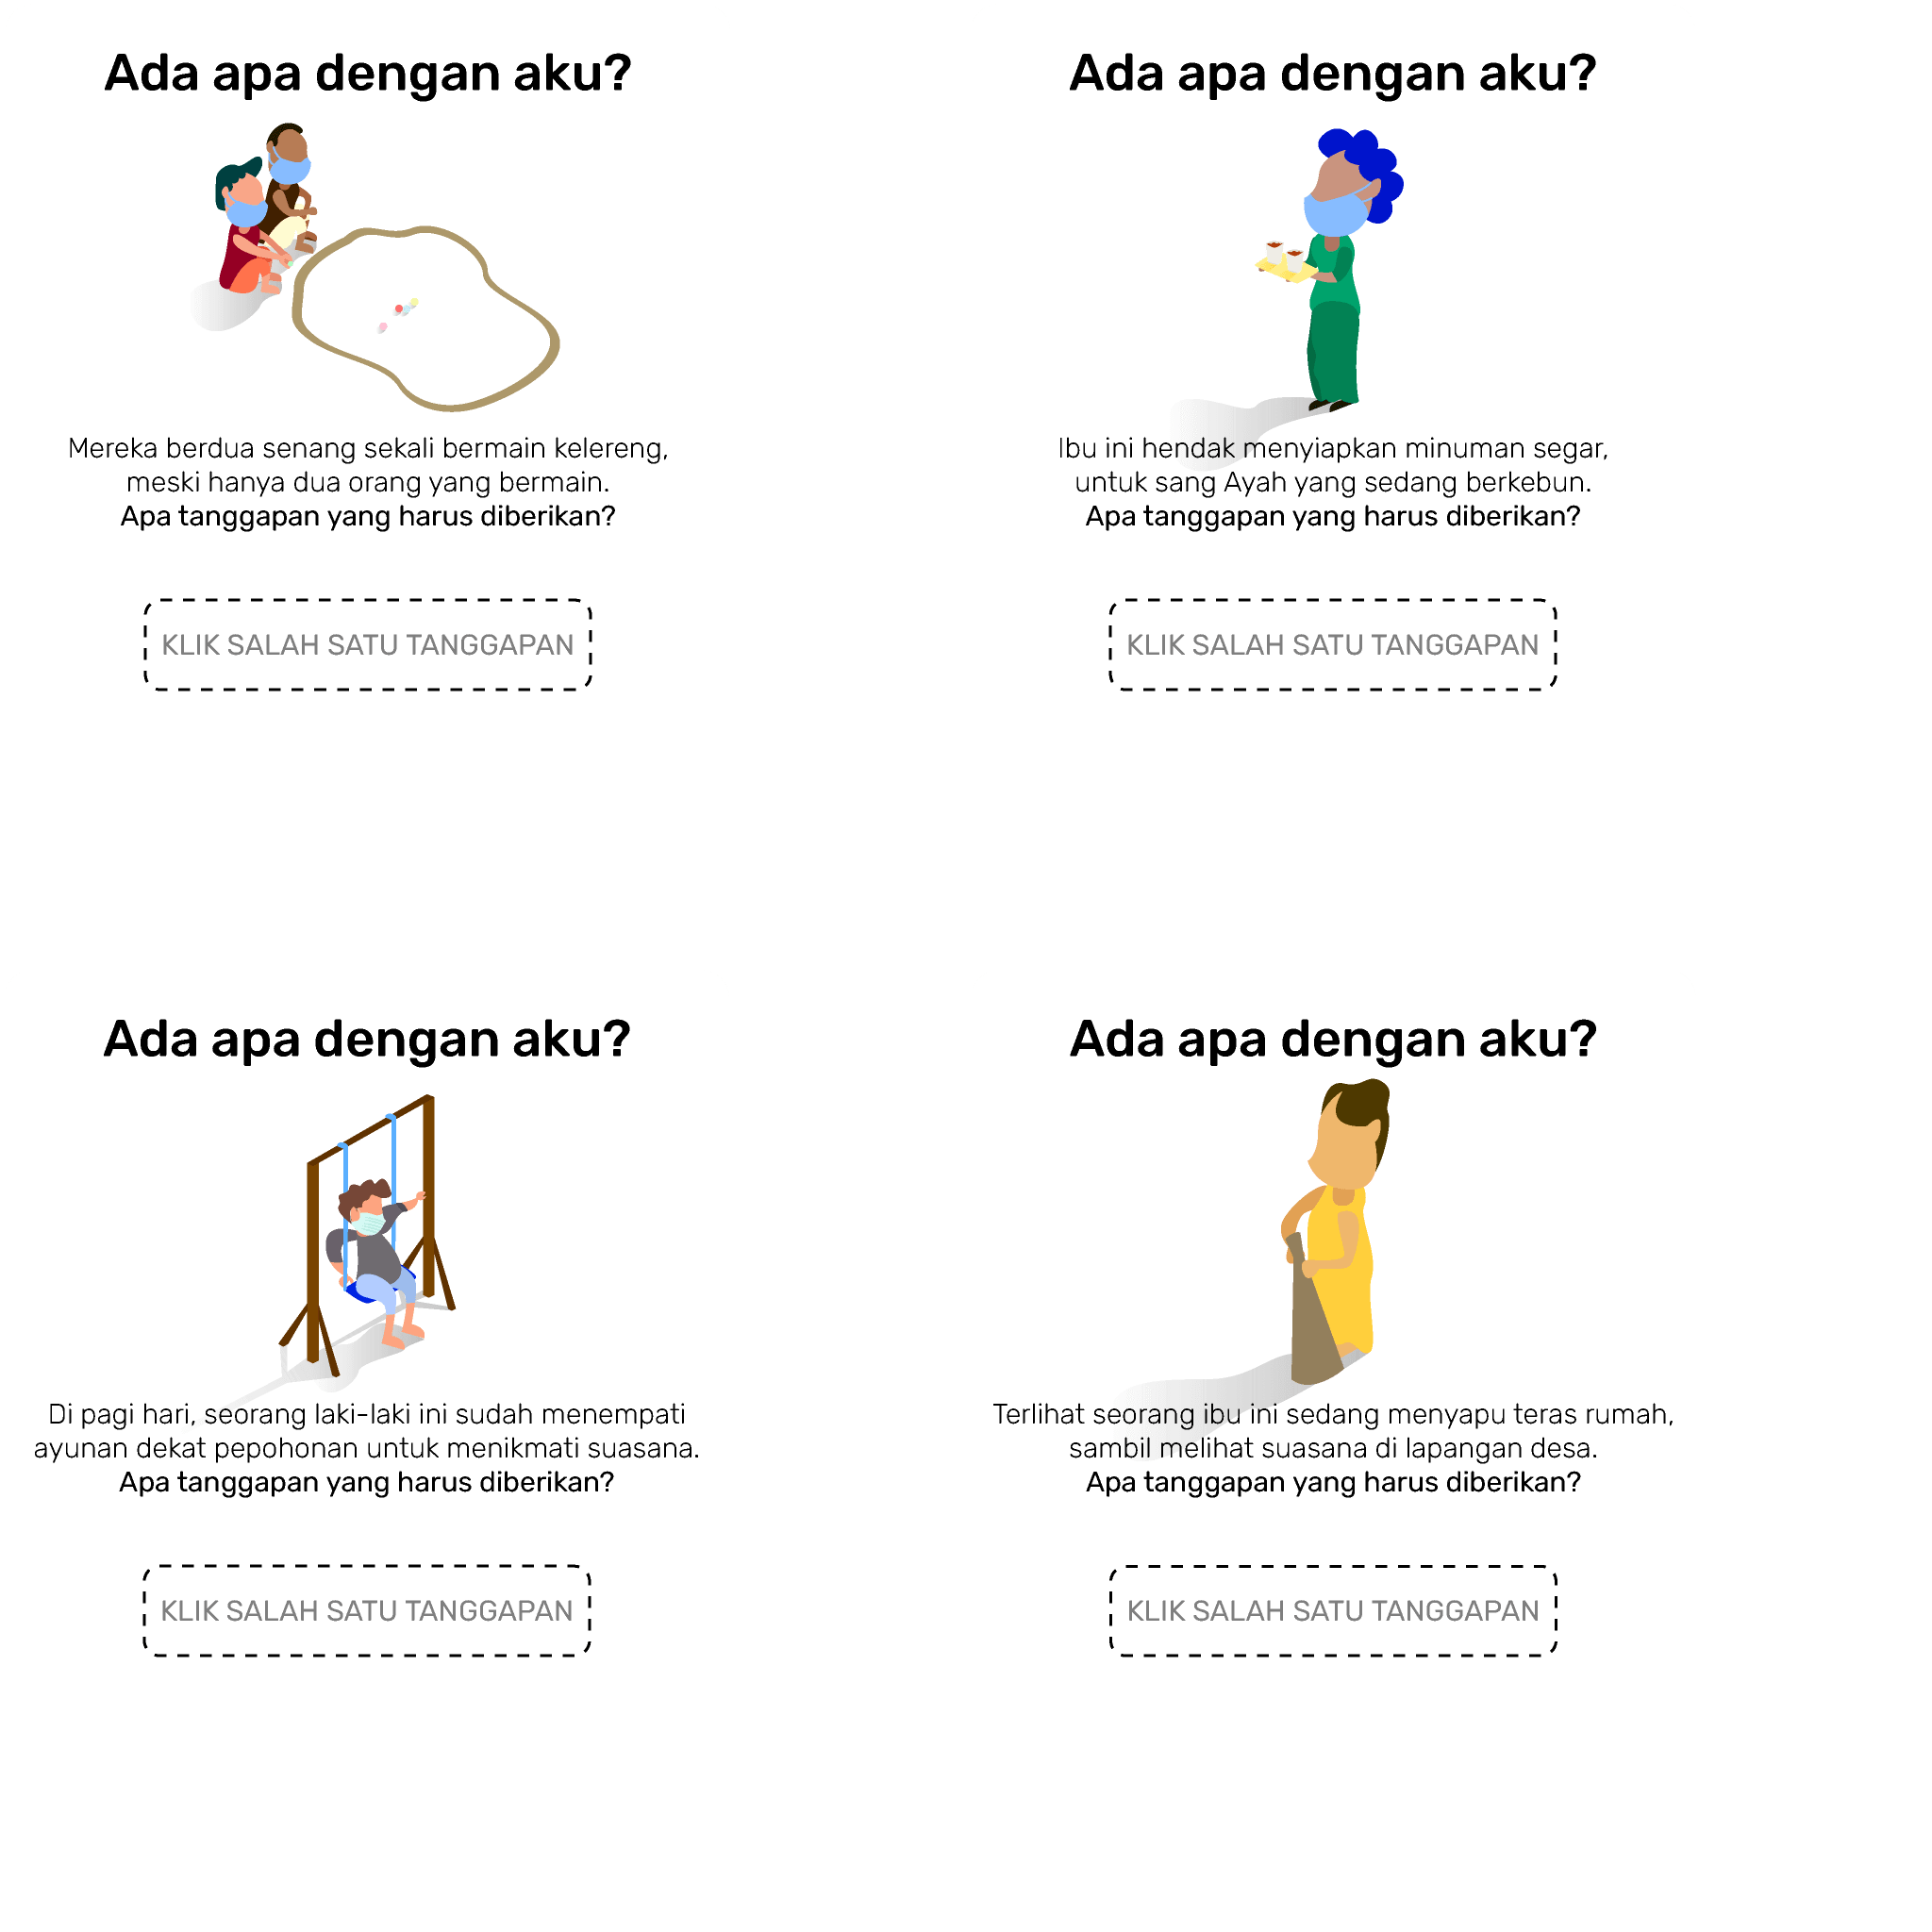 Ada apa dengan aku?
Mereka berdua senang sekali bermain kelereng,
meski hanya dua orang yang bermain.
Apa tanggapan yang harus diberikan?
KLIK SALAH SATU TANGGAPAN
Ada apa dengan aku?
Ibu ini hendak menyiapkan minuman segar,
untuk sang Ayah yang sedang berkebun.
Apa tanggapan yang harus diberikan?
KLIK SALAH SATU TANGGAPAN
Ada apa dengan aku?
Di pagi hari, seorang laki-laki ini sudah menempati
ayunan dekat pepohonan untuk menikmati suasana.
Apa tanggapan yang harus diberikan?
KLIK SALAH SATU TANGGAPAN
Ada apa dengan aku?
Terlihat seorang ibu ini sedang menyapu teras rumah,
sambil melihat suasana di lapangan desa.
Apa tanggapan yang harus diberikan?
KLIK SALAH SATU TANGGAPAN